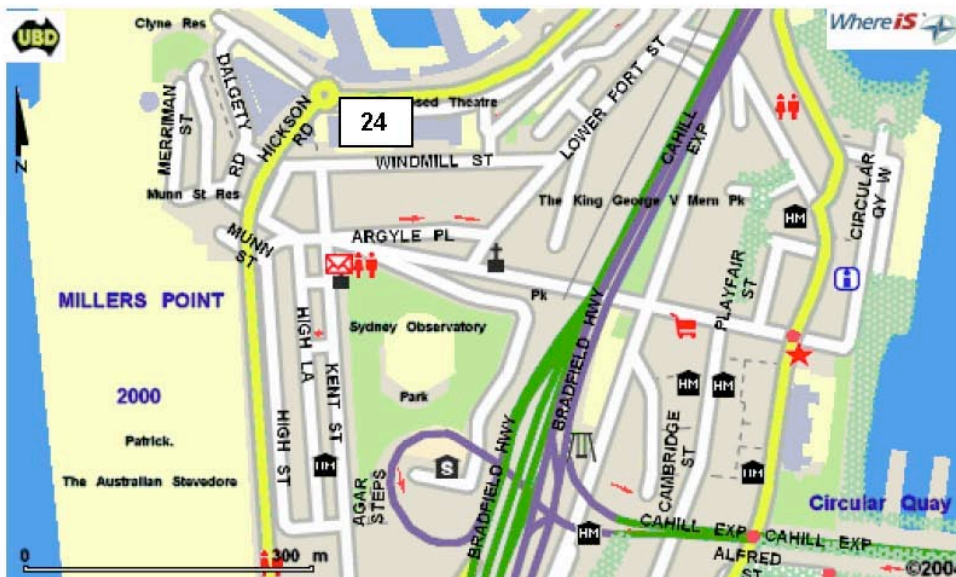 UBD
Clyne Res
WhereiS
DALGETY
RD
MERRIMAN
ST
HICKSON
RD
24
osed Theatre
LOWER FORT ST
CAHILL
EXP
WINDMILL ST
Munn St Res
The King George V Mem Pk
HM
CIRCULAR
QY W
MUNN
ST
ARGYLE PL
Pk
PLAYFAIR
ST
MILLERS POINT
Sydney Observatory
Park
HIGH LA
KENT ST
BRADFIELD HWY
HM
HM
2000
Patrick.
The Australian Stevedore
HIGH ST
HM
AGAR
STEPS
S
BRADFIELD HWY
CAMBRIDGE
ST
HM
Circular Quay
HM
CAHILL EXP
CAHILL EXP
ALFRED
ST
0
300 m
©2004
N